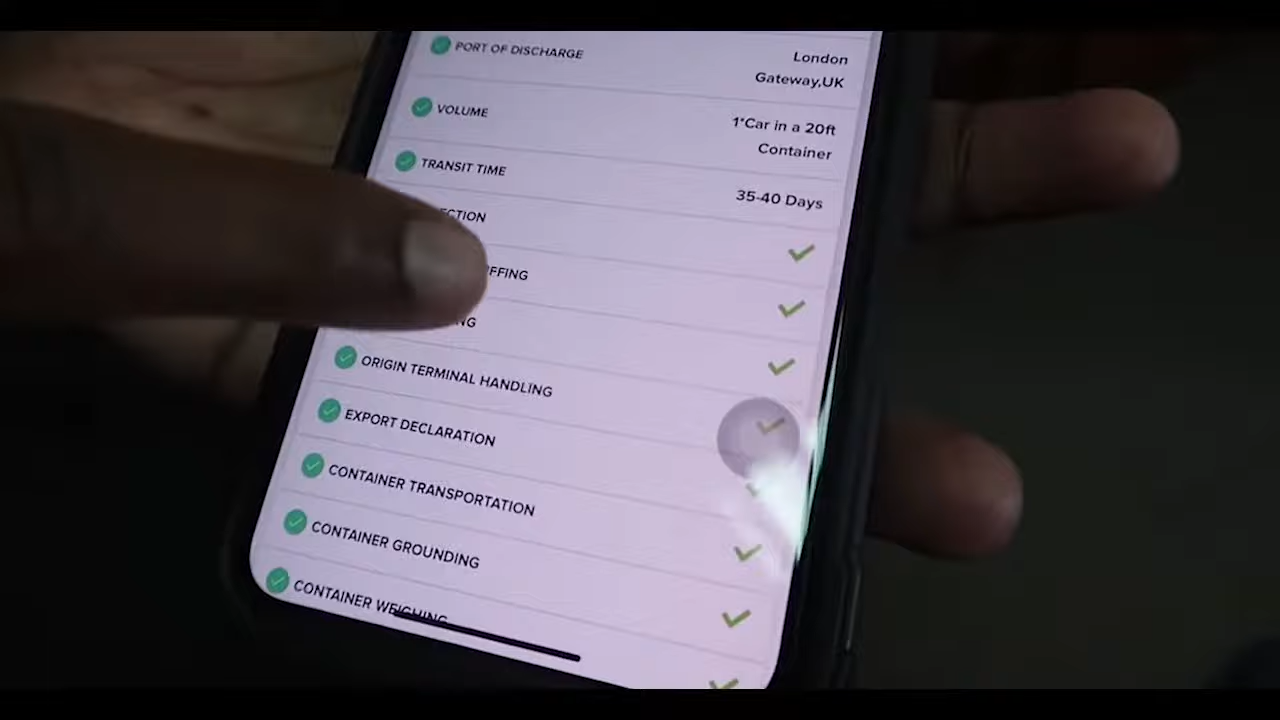 PORT OF DISCHARGE
London
Gateway,UK
VOLUME
1*Car in a 20ft
Container
TRANSIT TIME
35-40 Days
ORIGIN TERMINAL HANDLING
EXPORT DECLARATION
CONTAINER TRANSPORTATION
CONTAINER GROUNDING
CONTAINER WEIGHING